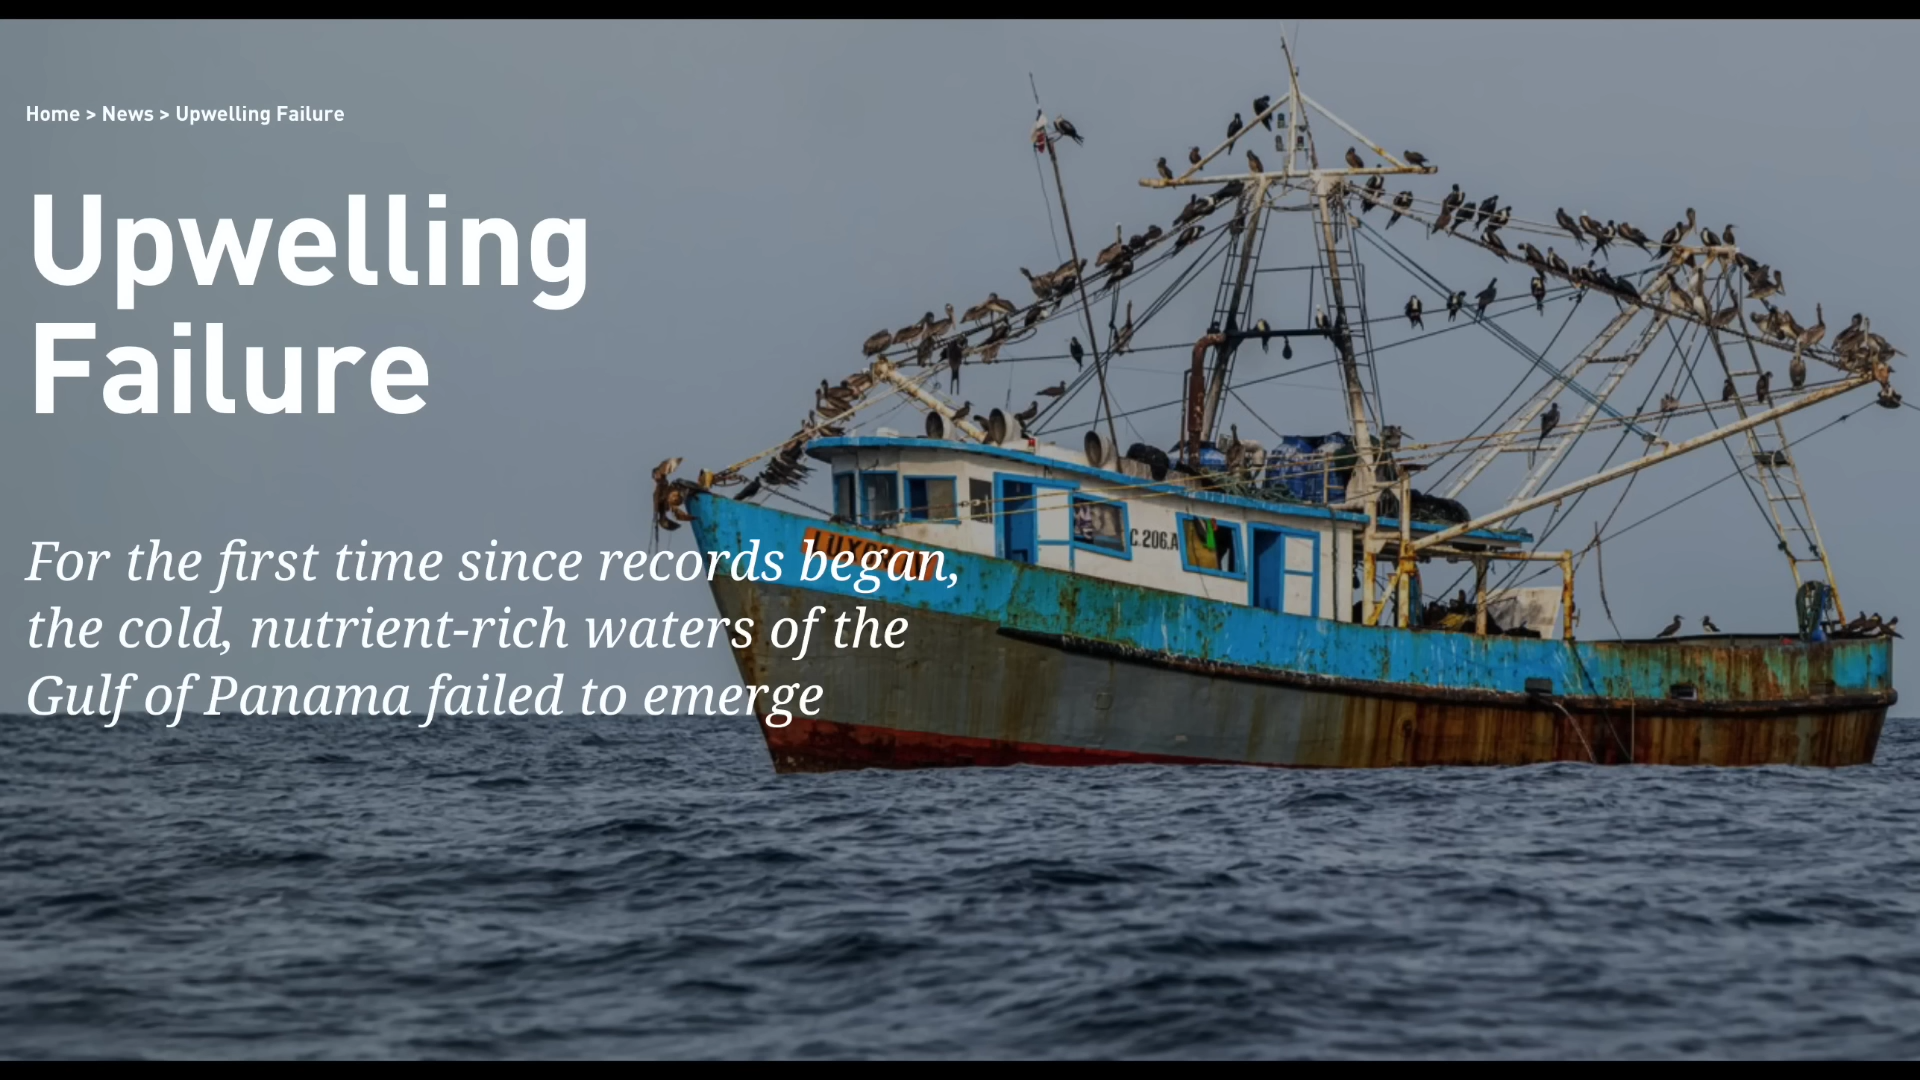 Home > News > Upwelling Failure
Upwelling
Failure
For the first time since records began,
the cold, nutrient-rich waters of the
Gulf of Panama failed to emerge
C.206.A